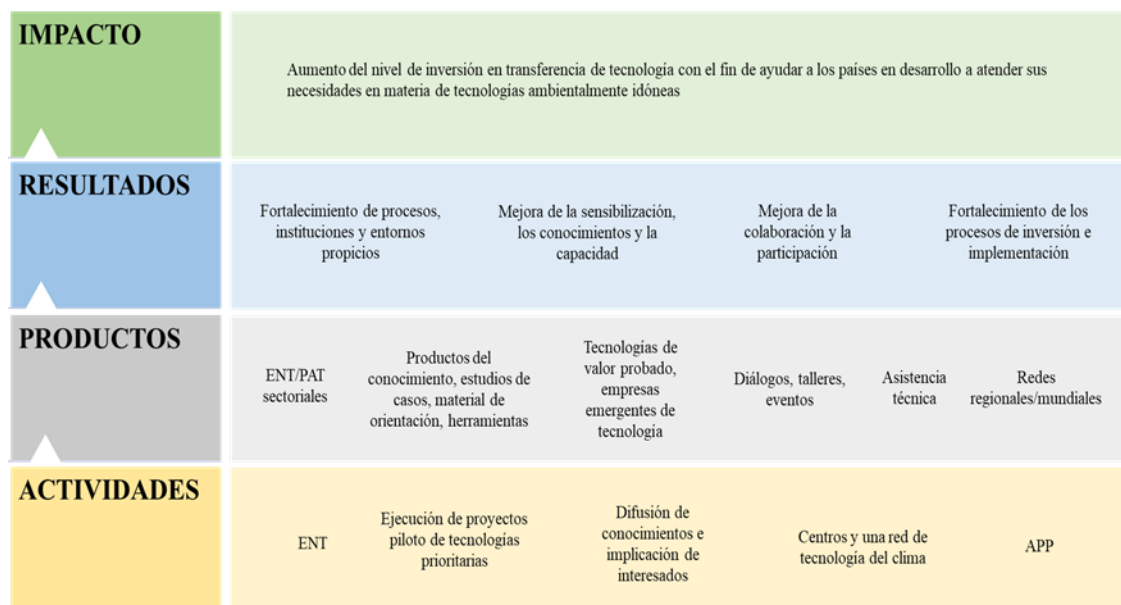 IMPACTO
Aumento del nivel de inversión en transferencia de tecnología con el fin de ayudar a los países en desarrollo a atender sus
necesidades en materia de tecnologías ambientalmente idóneas
RESULTADOS
Fortalecimiento de procesos,
instituciones y entornos
propicios
Mejora de la sensibilización,
los conocimientos y la
capacidad
Mejora de la
colaboración y la
participación
Fortalecimiento de los
procesos de inversión e
implementación
PRODUCTOS
ENT/PAT
sectoriales
Productos del
conocimiento, estudios de
casos, material de
orientación, herramientas
Tecnologías de
valor probado,
empresas
emergentes de
tecnología
Diálogos, talleres,
eventos
Asistencia
técnica
Redes
regionales/mundiales
ACTIVIDADES
ENT
Ejecución de proyectos
piloto de tecnologías
prioritarias
Difusión de
conocimientos e
implicación de
interesados
Centros y una red de
tecnología del clima
APP